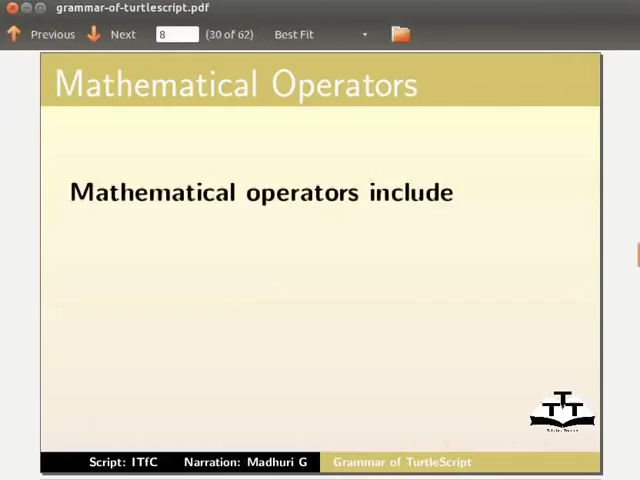 grammar-of-turtlescript.pdf
Previous Next 8 (30 of 62) Best Fit
Mathematical Operators
Mathematical operators include
Script: ITfC Narration: Madhuri G Grammar of TurtleScript